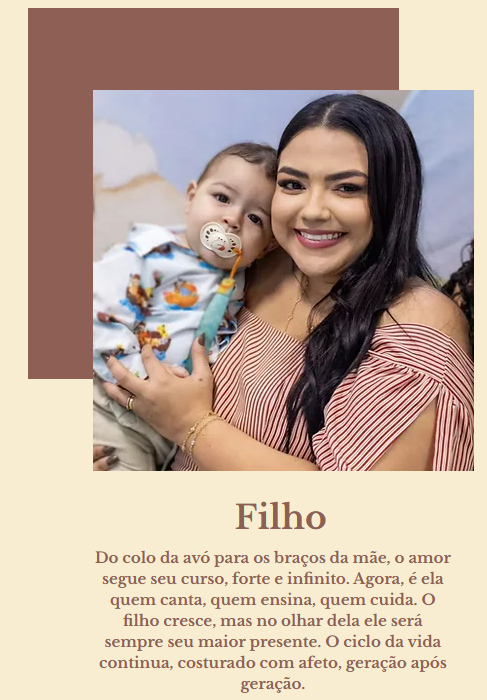 Filho
Do colo da avó para os braços da mãe, o amor
segue seu curso, forte e infinito. Agora, é ela
quem canta, quem ensina, quem cuida. O
filho cresce, mas no olhar dela ele será
sempre seu maior presente. O ciclo da vida
continua, costurado com afeto, geração após
geração.